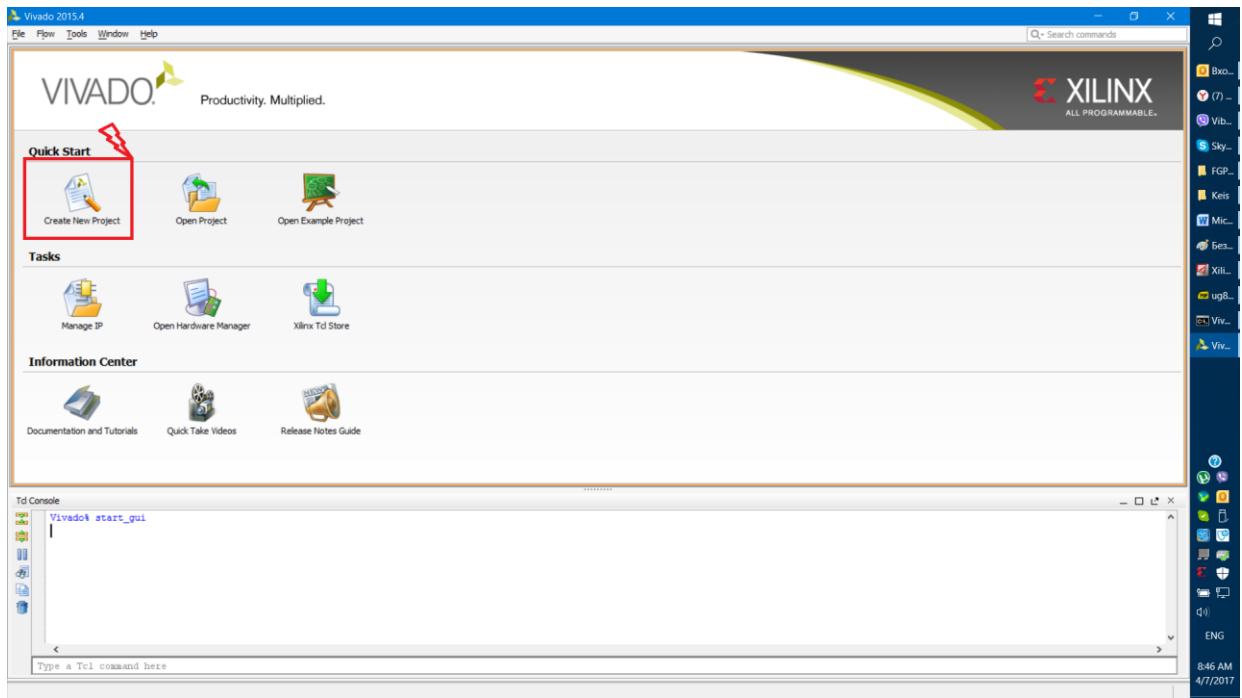 Vivado 2015.4
File Flow Tools Window Help
Search commands
VIVADO.
Productivity. Multiplied.
XILINX
ALL PROGRAMMABLE.
Quick Start
Create New Project
Open Project
Open Example Project
Tasks
Manage IP
Open Hardware Manager
Xilinx Tcl Store
Information Center
Documentation and Tutorials
Quick Take Videos
NEWS
Release Notes Guide
Tcl Console
Vivado% start_gui
Type a Tcl command here
Вхо...
(7) ...
Vib...
Sky...
FGP...
Keis
Mic...
Без...
Xili...
ug8...
Viv...
Viv...
ENG
8:46 AM
4/7/2017